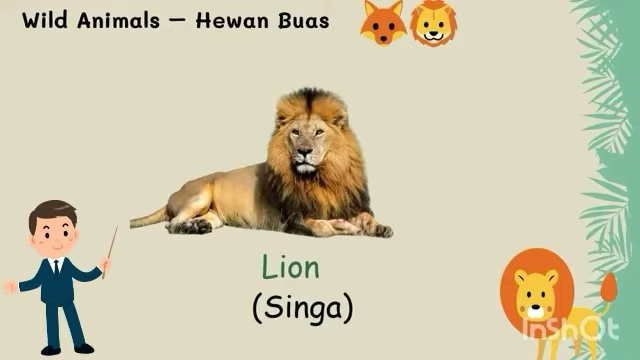 Wild Animals – Hewan Buas
Lion
(Singa)
InShOt